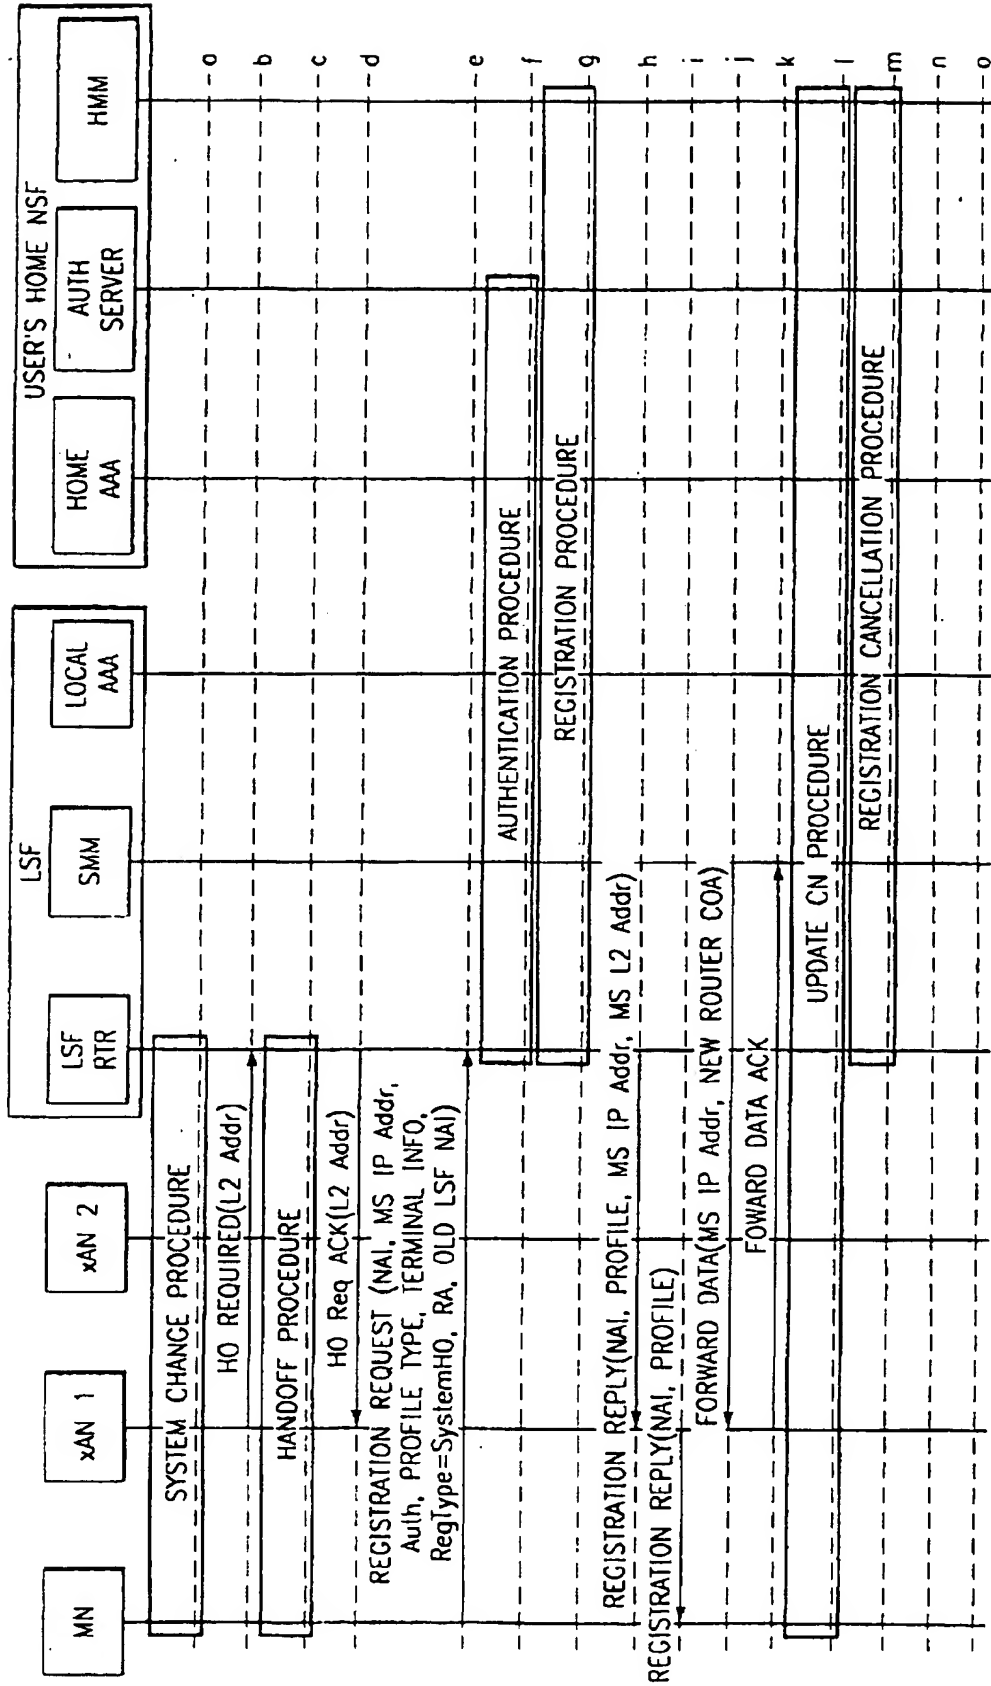 USER'S HOME NSF
LSF
MN
xAN 1
xAN 2
LSF
RTR
SMM
LOCAL
AAA
HOME
AAA
AUTH
SERVER
HMM
SYSTEM CHANGE PROCEDURE
a
HO REQUIRED(L2 Addr)
b
HANDOFF PROCEDURE
c
HO Req ACK(L2 Addr)
d
REGISTRATION REQUEST (NAI, MS IP Addr,
Auth, PROFILE TYPE, TERMINAL INFO,
RegType=SystemHO, RA, OLD LSF NAI)
e
AUTHENTICATION PROCEDURE
f
REGISTRATION PROCEDURE
g
REGISTRATION REPLY(NAI, PROFILE, MS IP Addr, MS L2 Addr)
h
REGISTRATION REPLY(NAI, PROFILE)
i
FORWARD DATA(MS IP Addr, NEW ROUTER COA)
j
FOWARD DATA ACK
k
UPDATE CN PROCEDURE
l
REGISTRATION CANCELLATION PROCEDURE
m
n
o